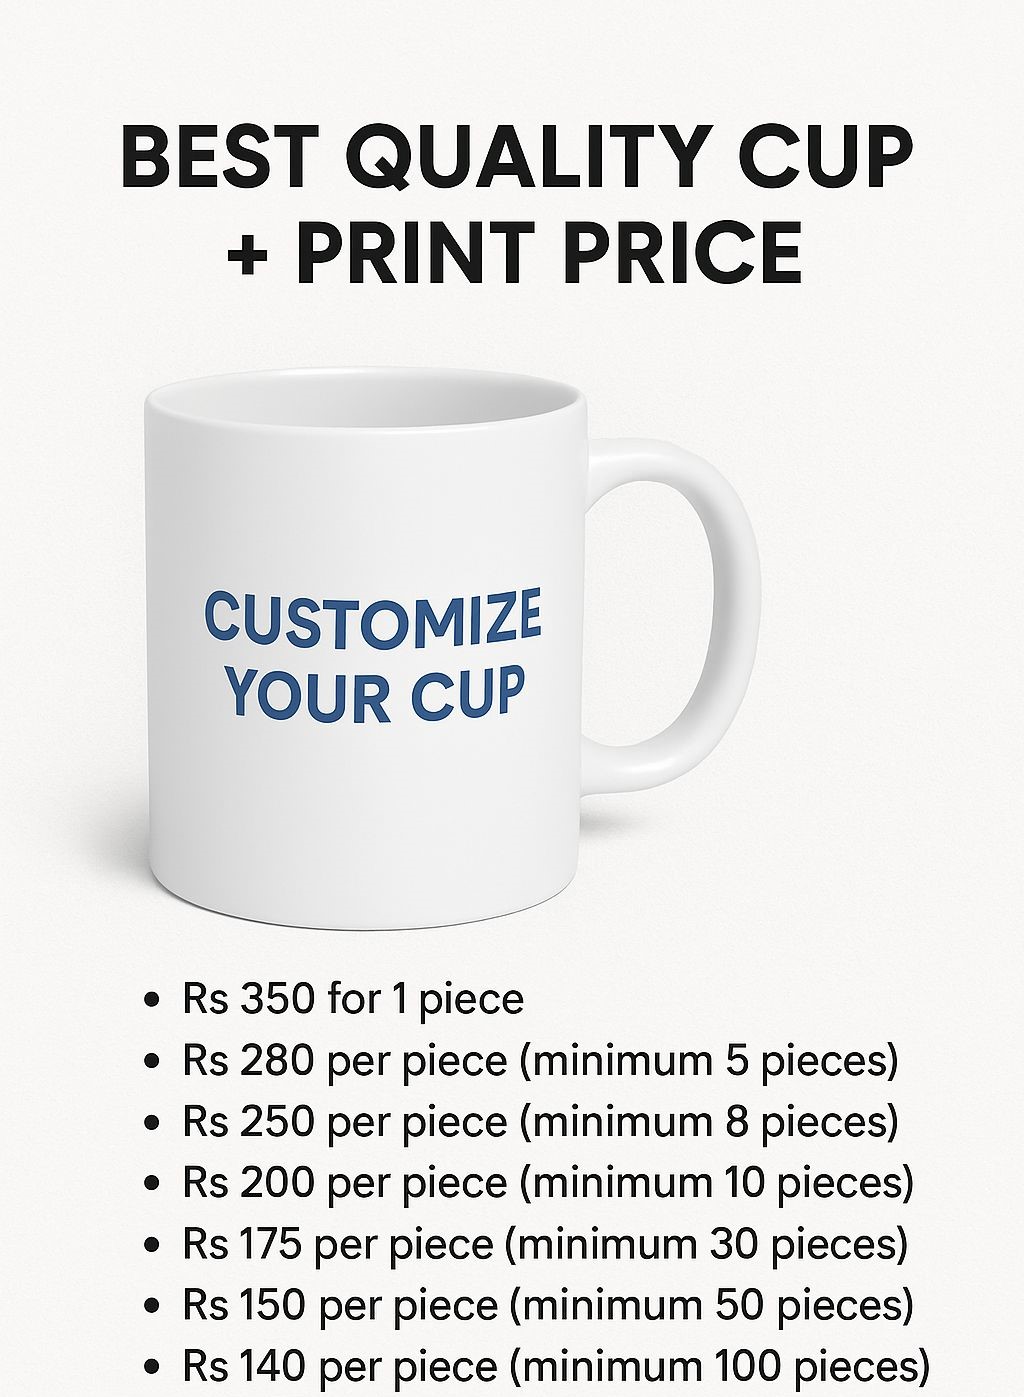 BEST QUALITY CUP
+ PRINT PRICE
CUSTOMIZE
YOUR CUP
• Rs 350 for 1 piece
• Rs 280 per piece (minimum 5 pieces)
• Rs 250 per piece (minimum 8 pieces)
• Rs 200 per piece (minimum 10 pieces)
• Rs 175 per piece (minimum 30 pieces)
• Rs 150 per piece (minimum 50 pieces)
• Rs 140 per piece (minimum 100 pieces)